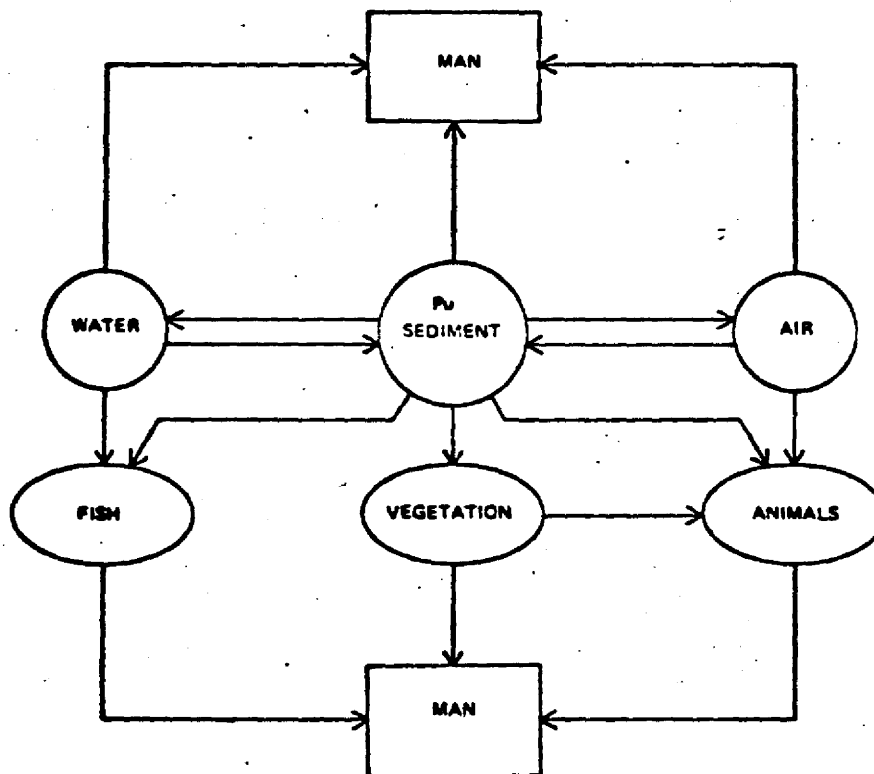 MAN
WATER
Pu
SEDIMENT
AIR
FISH
VEGETATION
ANIMALS
MAN